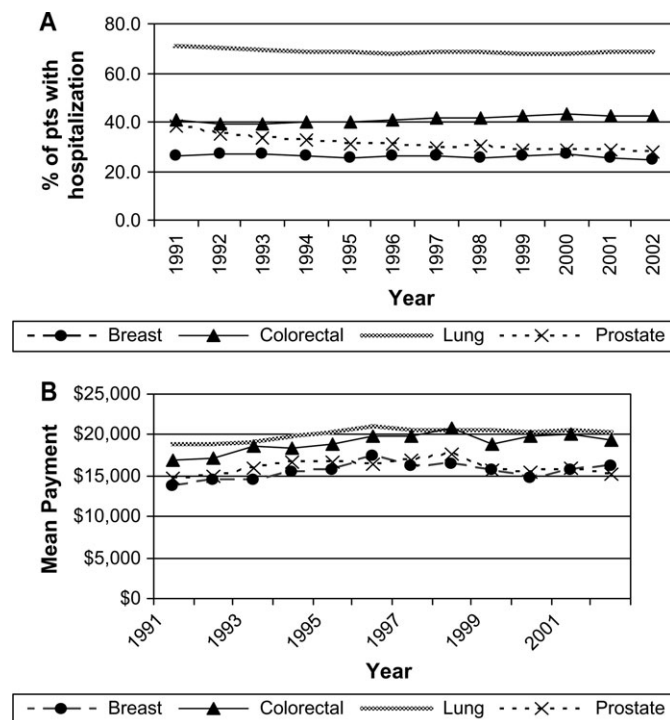 A
80.0
60.0
40.0
20.0
0.0
% of pts with
hospitalization
1991 1992 1993 1994 1995 1996 1997 1998 1999 2000 2001 2002
Year
Breast Colorectal Lung Prostate
B
$25,000
$20,000
$15,000
$10,000
$5,000
$0
Mean Payment
1991 1993 1995 1997 1999 2001
Year
Breast Colorectal Lung Prostate